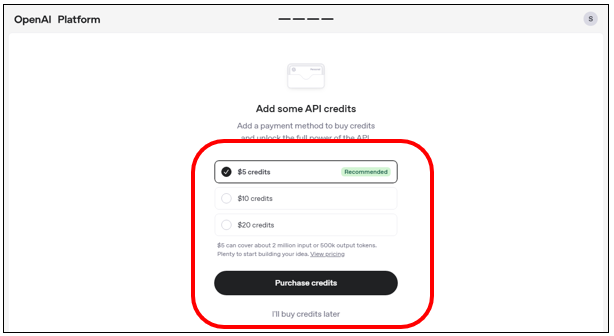 OpenAI Platform
S
Add some API credits
Add a payment method to buy credits
and unlock the full power of the API.
$5 credits
Recommended
$10 credits
$20 credits
$5 can cover about 2 million input or 500k output tokens.
Plenty to start building your idea. View pricing
Purchase credits
I'll buy credits later